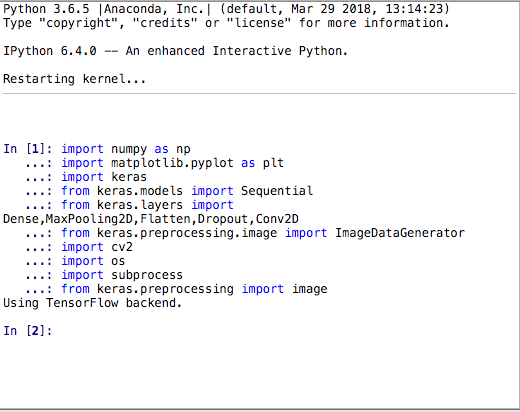 Python 3.6.5 |Anaconda, Inc.| (default, Mar 29 2018, 13:14:23)
Type "copyright", "credits" or "license" for more information.
IPython 6.4.0 -- An enhanced Interactive Python.
Restarting kernel...
In [1]: import numpy as np
...: import matplotlib.pyplot as plt
...: import keras
...: from keras.models import Sequential
...: from keras.layers import
Dense,MaxPooling2D,Flatten,Dropout,Conv2D
...: from keras.preprocessing.image import ImageDataGenerator
...: import cv2
...: import os
...: import subprocess
...: from keras.preprocessing import image
Using TensorFlow backend.
In [2]: